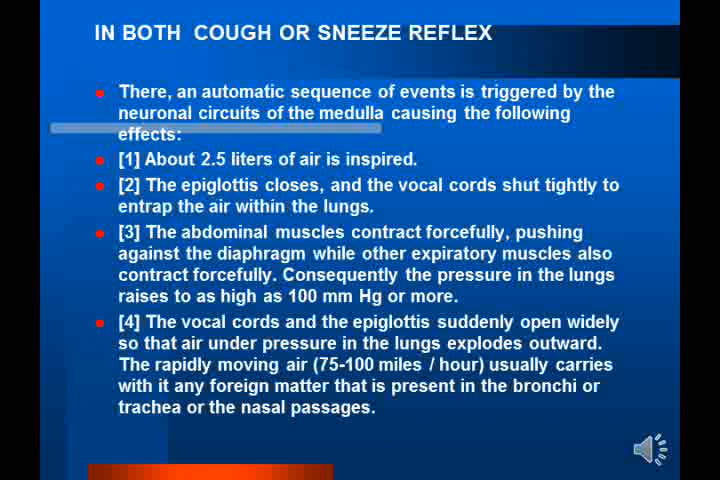 IN BOTH COUGH OR SNEEZE REFLEX
There, an automatic sequence of events is triggered by the
neuronal circuits of the medulla causing the following
effects:
[1] About 2.5 liters of air is inspired.
[2] The epiglottis closes, and the vocal cords shut tightly to
entrap the air within the lungs.
[3] The abdominal muscles contract forcefully, pushing
against the diaphragm while other expiratory muscles also
contract forcefully. Consequently the pressure in the lungs
raises to as high as 100 mm Hg or more.
[4] The vocal cords and the epiglottis suddenly open widely
so that air under pressure in the lungs explodes outward.
The rapidly moving air (75-100 miles / hour) usually carries
with it any foreign matter that is present in the bronchi or
trachea or the nasal passages.